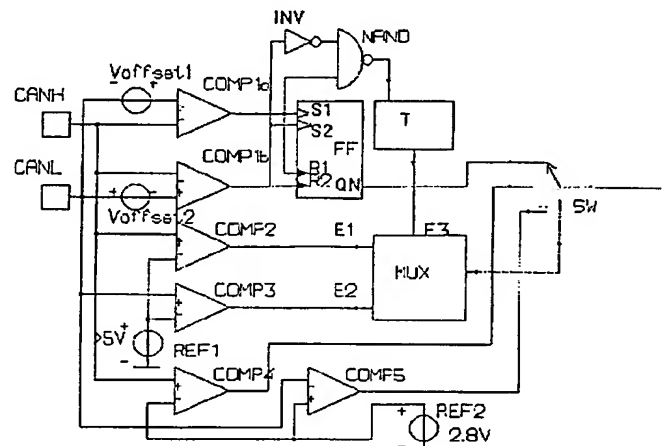 INV
NAND
Voffset1
COMP1a
CANH
S1
T
S2
FF
COMP1b
CANL
R1
R2
QN
Voffset2
SW
COMP2
E1
E3
MUX
COMP3
E2
5V
REF1
COMP4
COMP5
REF2
2.8V